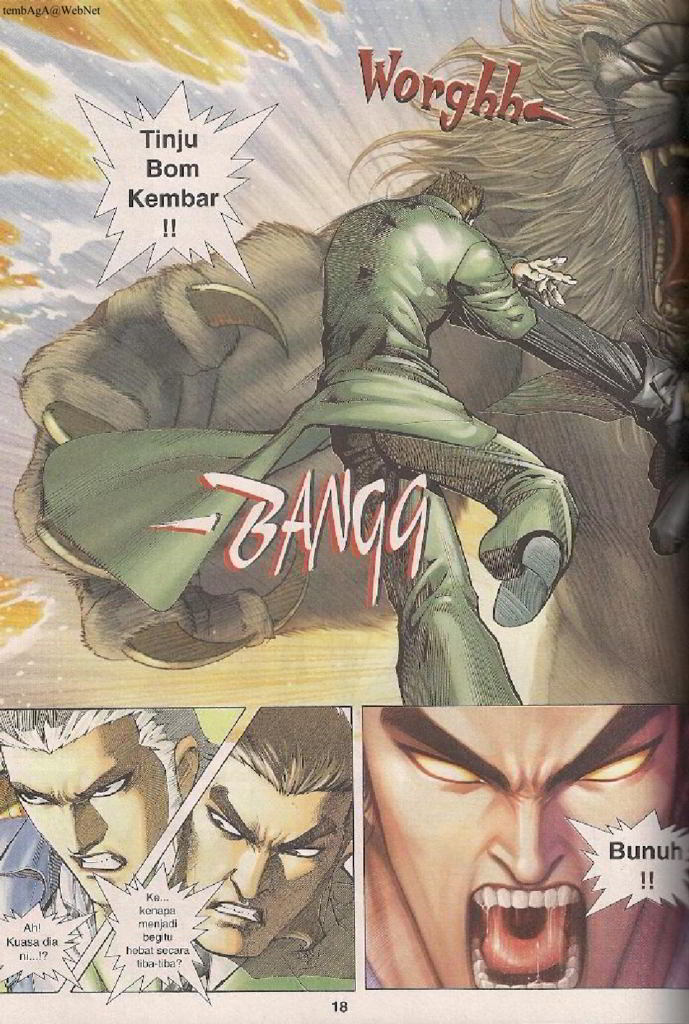 tembAgA@WebNet
Worghh
Tinju
Bom
Kembar
!!
BANGG
Ah!
Kuasa dia
ni...!?
Ke...
kenapa
menjadi
begitu
hebat secara
tiba-tiba?
Bunuh
!!
18